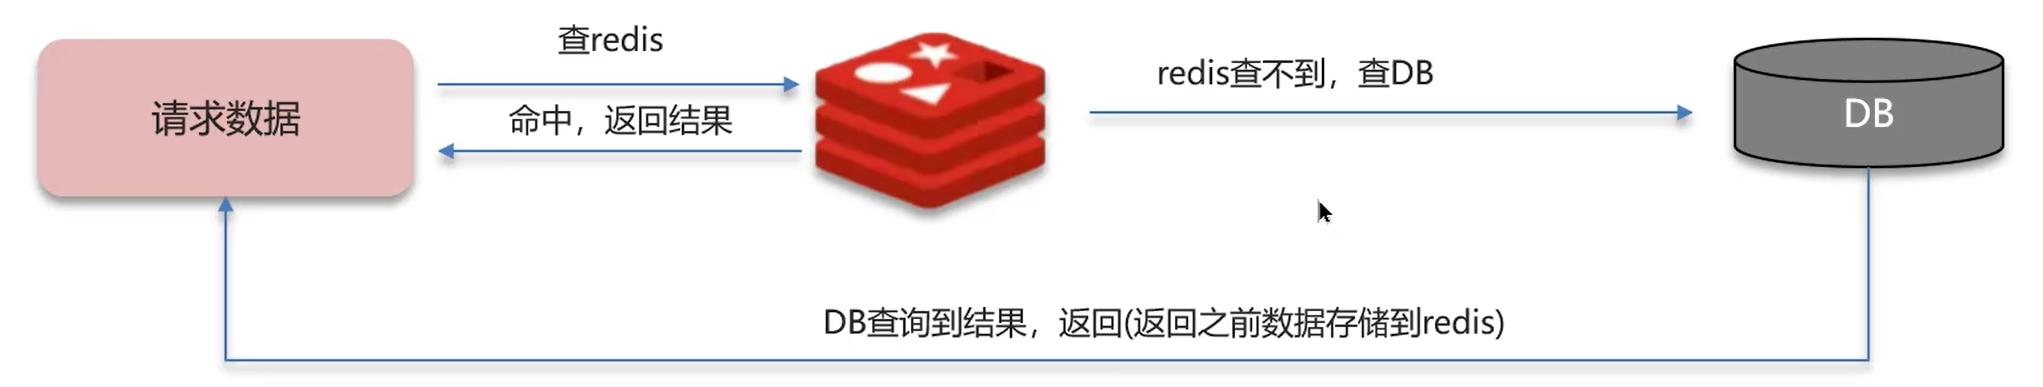 请求数据
查redis
命中，返回结果
redis查不到，查DB
DB
DB查询到结果，返回(返回之前数据存储到redis)